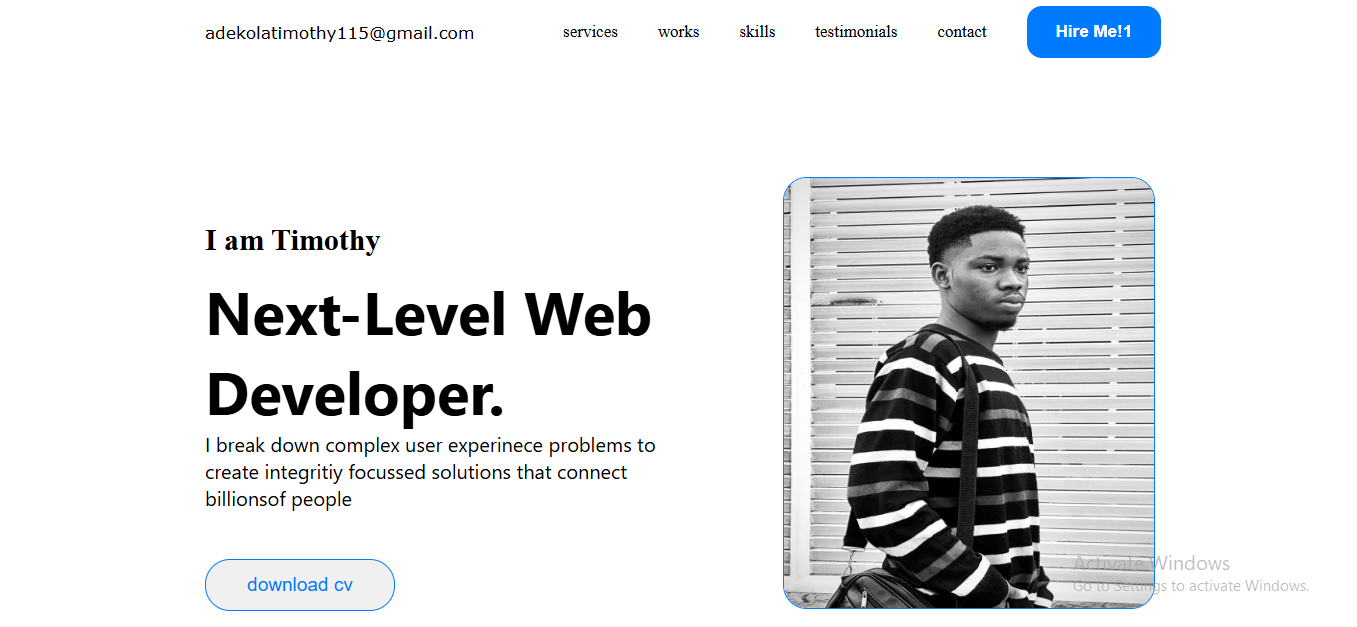 adekolatimothy115@gmail.com services works skills testimonials contact Hire Me!1
I am Timothy
Next-Level Web
Developer.
I break down complex user experinece problems to
create integritiy focussed solutions that connect
billionsof people
download cv
Activate Windows
Go to Settings to activate Windows.